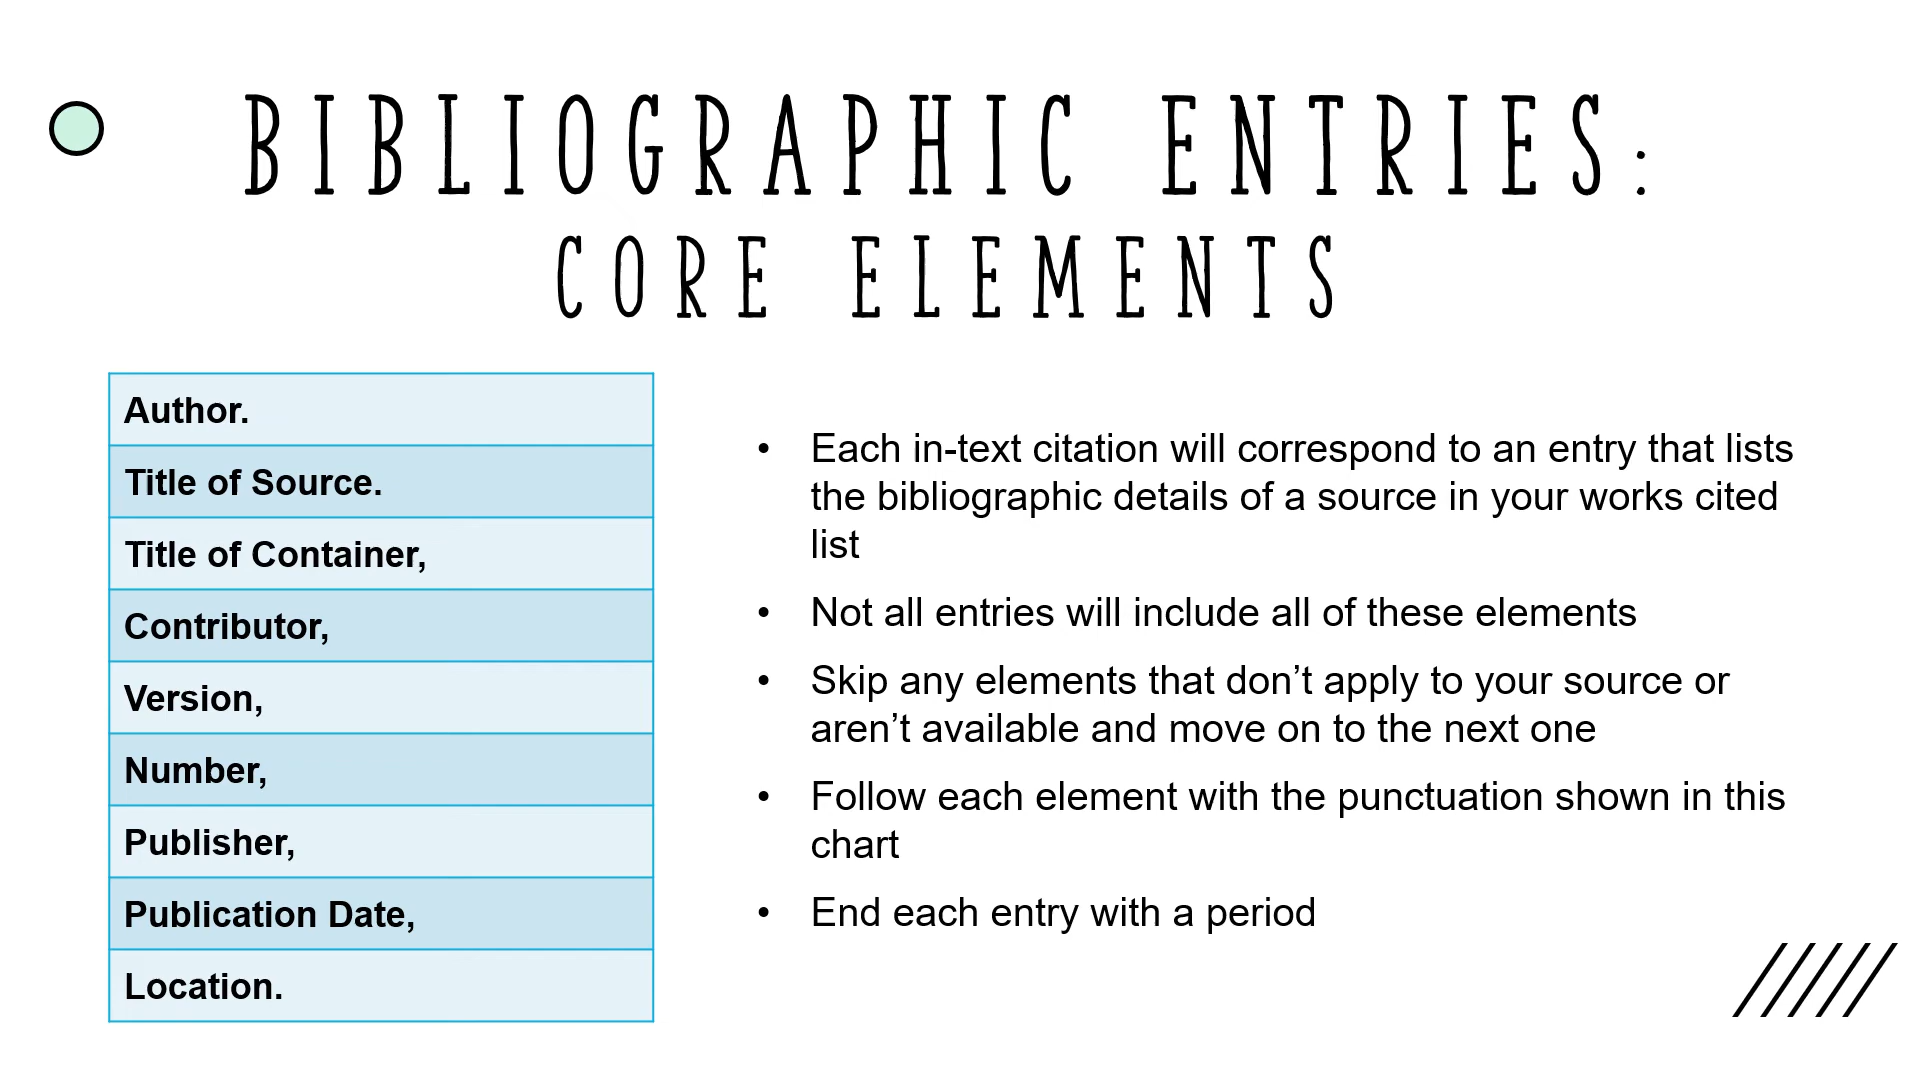 BIBLIOGRAPHIC ENTRIES:
CORE ELEMENTS
Author.
Title of Source.
Title of Container,
Contributor,
Version,
Number,
Publisher,
Publication Date,
Location.
• Each in-text citation will correspond to an entry that lists
the bibliographic details of a source in your works cited
list
• Not all entries will include all of these elements
• Skip any elements that don’t apply to your source or
aren’t available and move on to the next one
• Follow each element with the punctuation shown in this
chart
• End each entry with a period